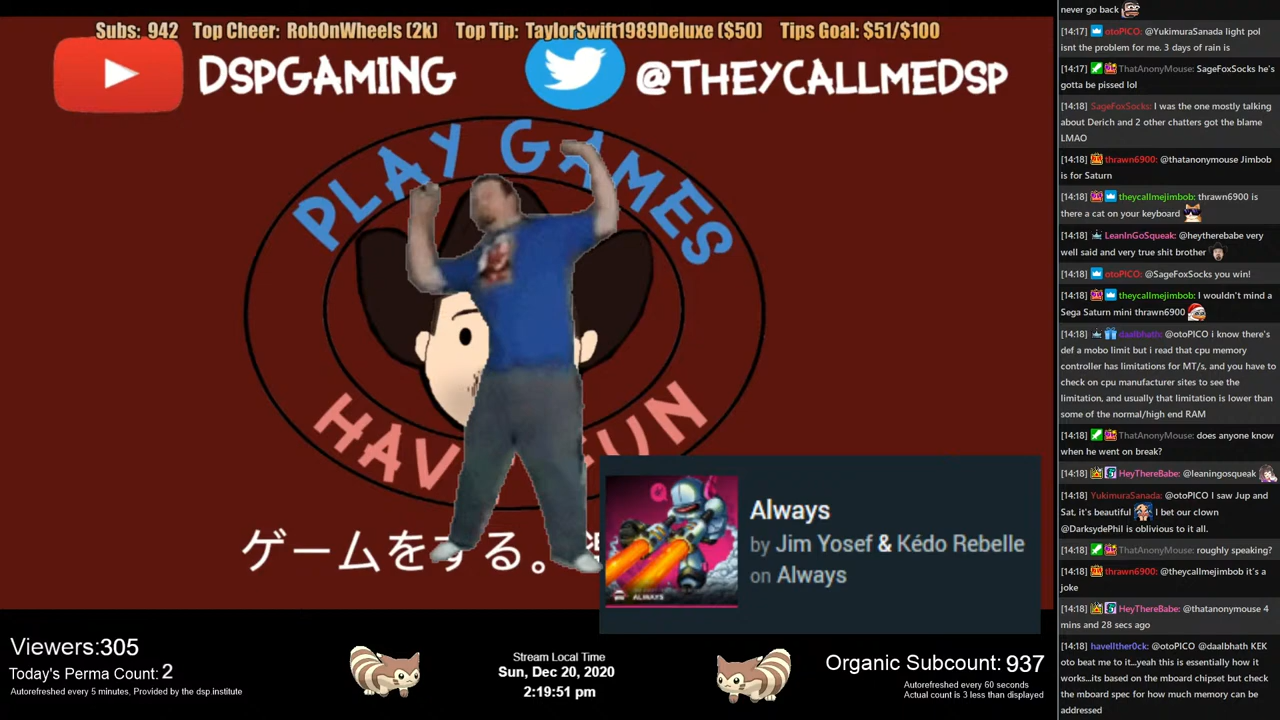 Subs: 942 Top Cheer: RobOnWheels (2k) Top Tip: TaylorSwift1989Deluxe ($50) Tips Goal: $51/$100
DSPGAMING
@THEYCALLMEDSP
PLAY GAMES
HAV UN
ゲームをする。
Always
by Jim Yosef & Kédo Rebelle
on Always
ALWAYS
Viewers:305
Today's Perma Count: 2
Autorefreshed every 5 minutes, Provided by the dsp institute
Stream Local Time
Sun, Dec 20, 2020
2:19:51 pm
Organic Subcount: 937
Autorefreshed every 60 seconds
Actual count is 3 less than displayed
never go back
[14:17] otoPICO: @YukimuraSanada light pol
isnt the problem for me. 3 days of rain is
[14:17] ThatAnonyMouse: SageFoxSocks he's
gotta be pissed lol
[14:18] SageFoxSocks: I was the one mostly talking
about Derich and 2 other chatters got the blame
LMAO
[14:18] thrawn6900: @thatanonymouse Jimbob
is for Saturn
[14:18] theycallmejimbob: thrawn6900 is
there a cat on your keyboard
[14:18] LeanInGoSqueak: @heytherebabe very
well said and very true shit brother
[14:18] otoPICO: @SageFoxSocks you win!
[14:18] theycallmejimbob: I wouldn't mind a
Sega Saturn mini thrawn6900
[14:18] daalbhath: @otoPICO i know there's
def a mobo limit but i read that cpu memory
controller has limitations for MT/s, and you have to
check on cpu manufacturer sites to see the
limitation, and usually that limitation is lower than
some of the normal/high end RAM
[14:18] ThatAnonyMouse: does anyone know
when he went on break?
[14:18] HeyThereBabe: @leaningosqueak
[14:18] YukimuraSanada: @otoPICO I saw Jup and
Sat, it's beautiful I bet our clown
@DarksydePhil is oblivious to it all.
[14:18] ThatAnonyMouse: roughly speaking?
[14:18] thrawn6900: @theycallmejimbob it's a
joke
[14:18] HeyThereBabe: @thatanonymouse 4
mins and 28 secs ago
[14:18] havellther0ck: @otoPICO @daalbhath KEK
oto beat me to it...yeah this is essentially how it
works...its based on the mboard chipset but check
the mboard spec for how much memory can be
addressed